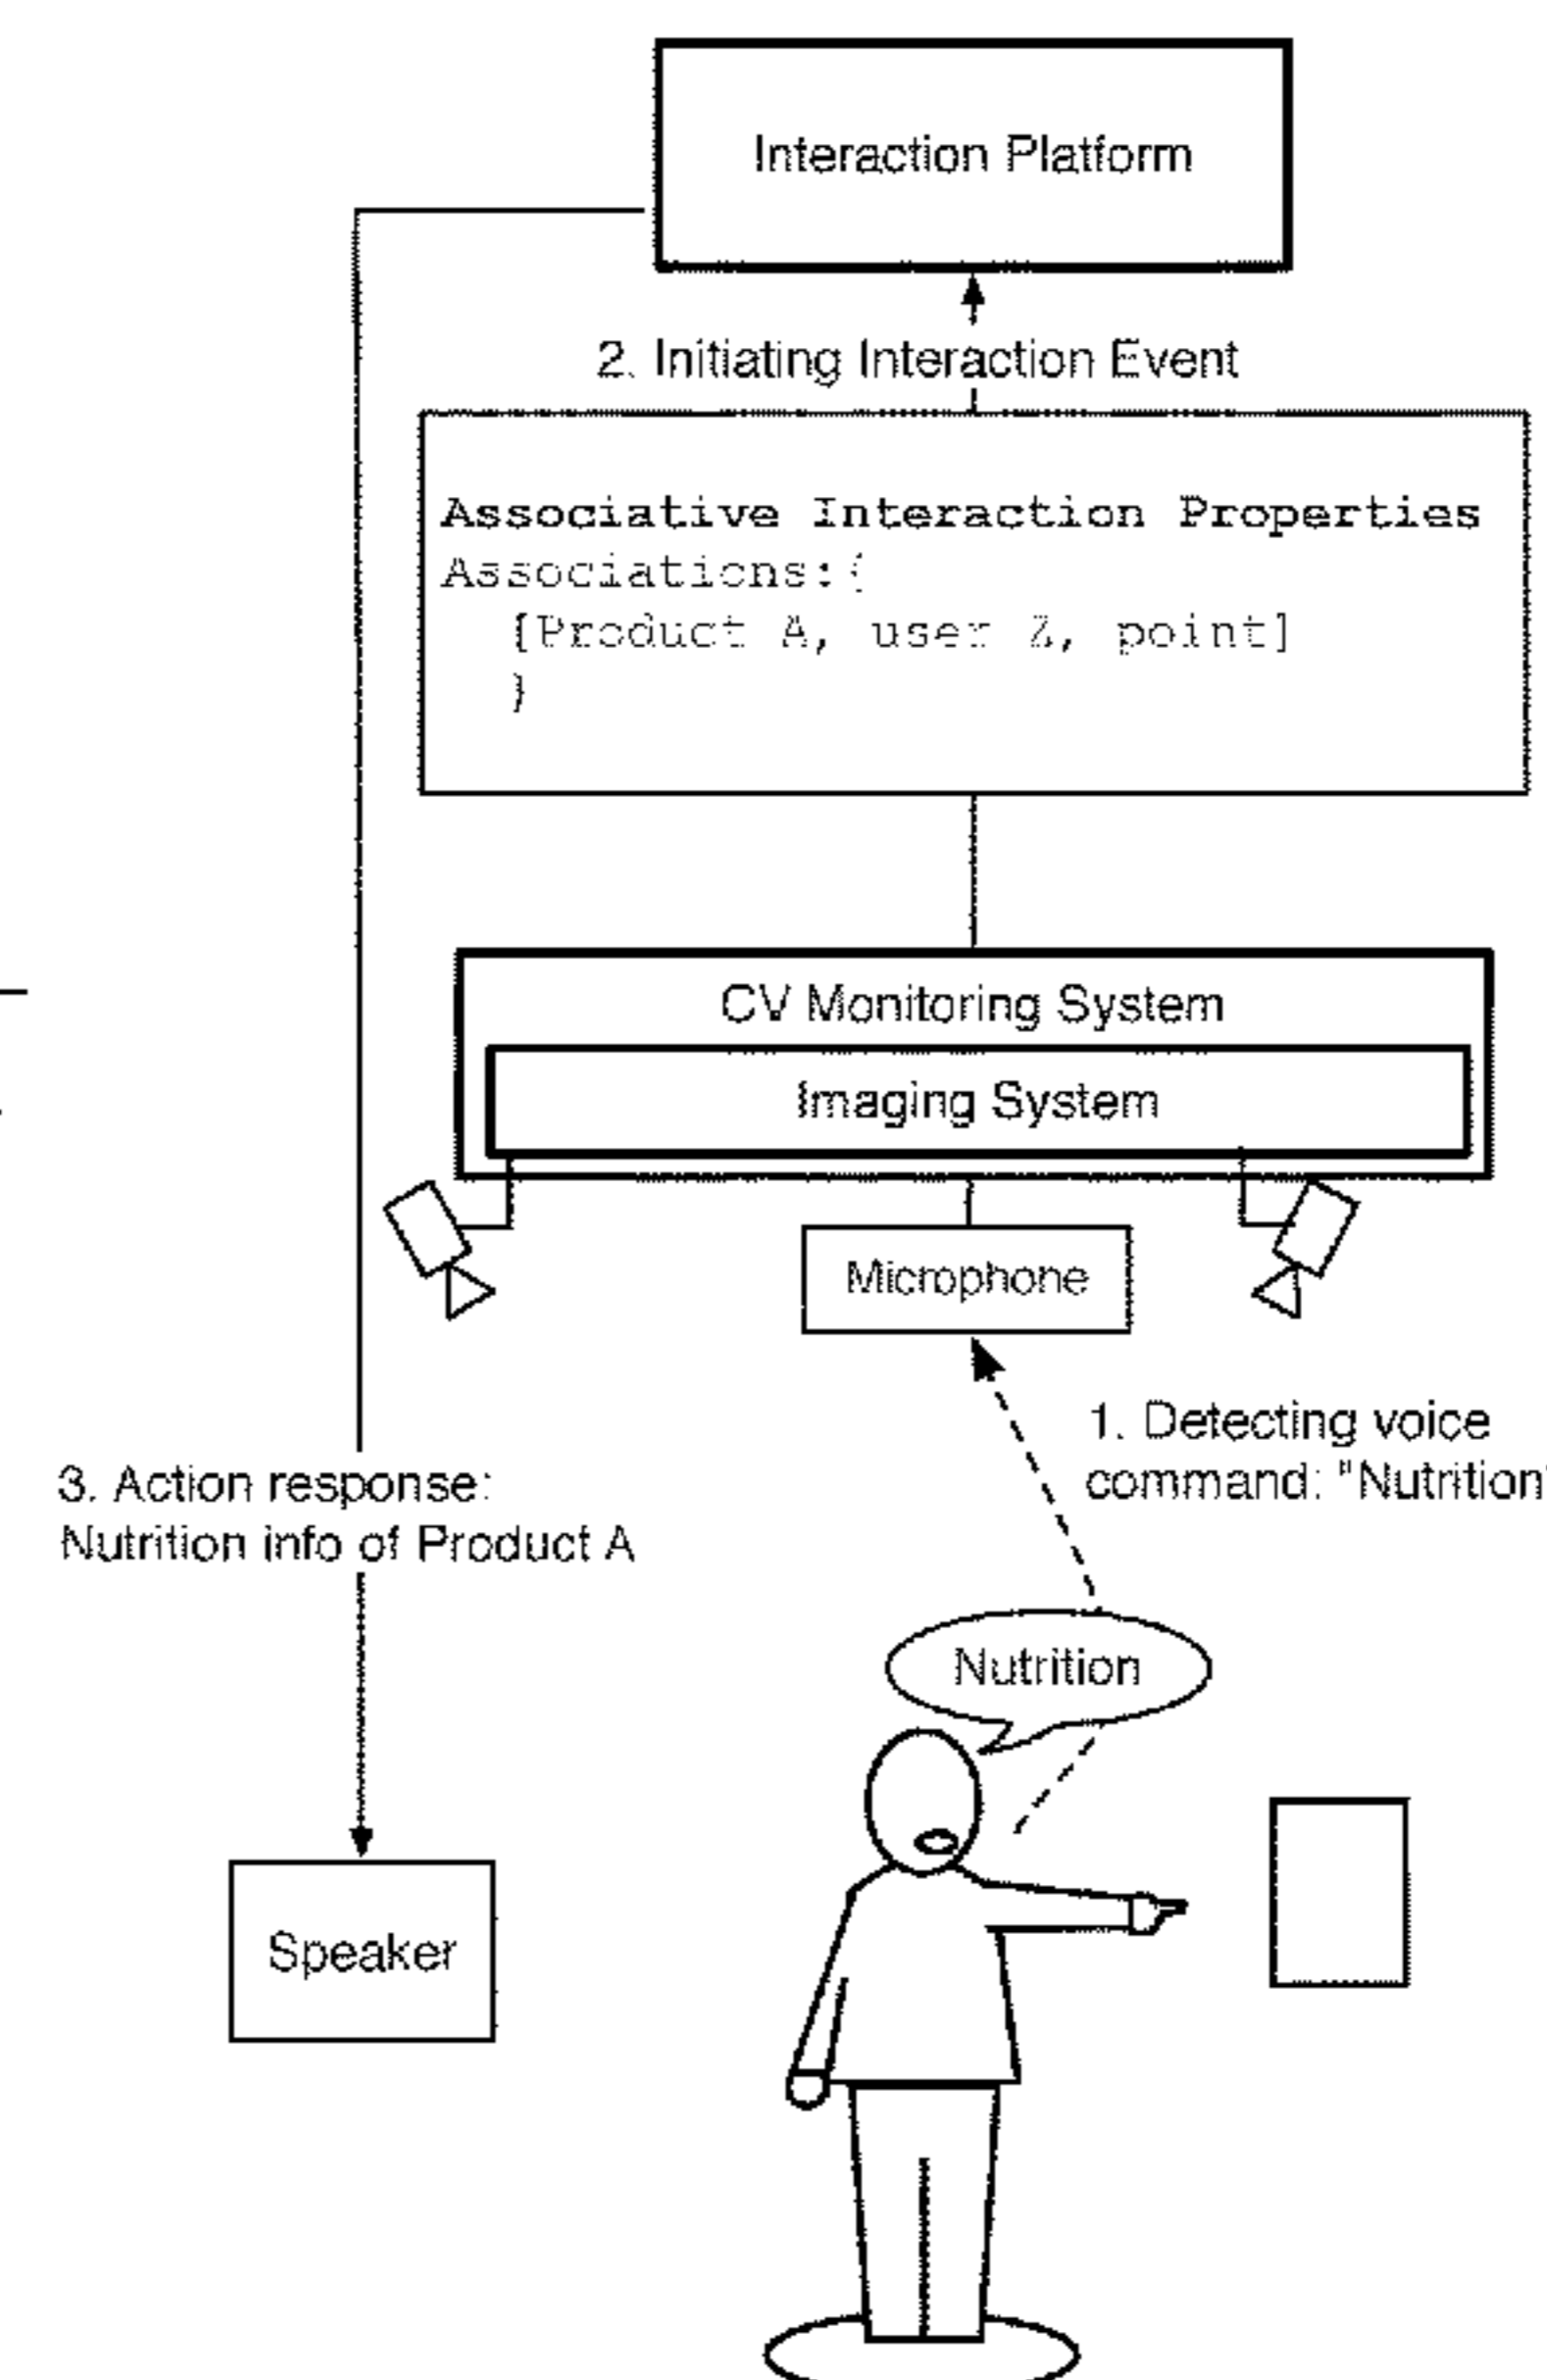 Interaction Platform
2. Initiating Interaction Event
Associative Interaction Properties
Associations:{
[Product A, user Z, point]
}
CV Monitoring System
Imaging System
Microphone
1. Detecting voice
command: "Nutrition"
3. Action response:
Nutrition info of Product A
Nutrition
Speaker